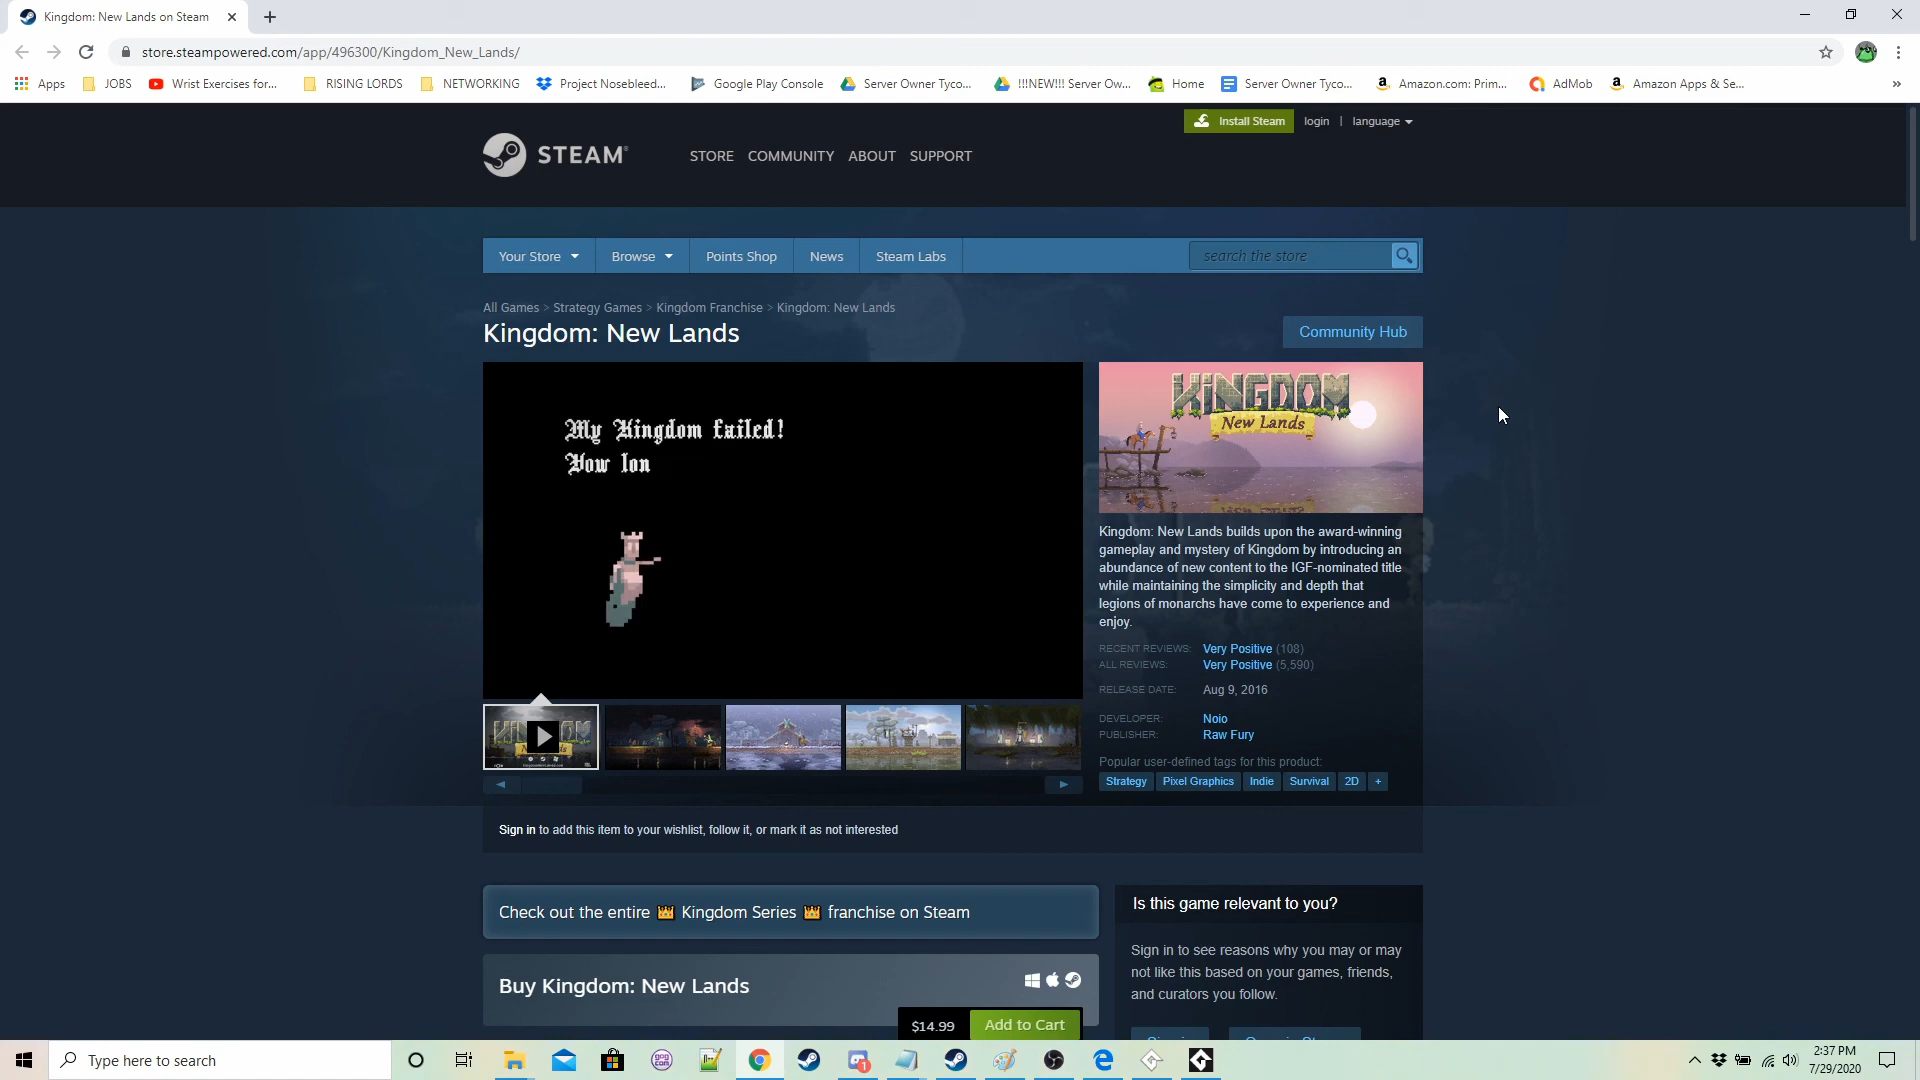 Kingdom: New Lands on Steam
store.steampowered.com/app/496300/Kingdom_New_Lands/
Apps JOBS Wrist Exercises for... RISING LORDS NETWORKING Project Nosebleed... Google Play Console Server Owner Tyco... !!!NEW!!! Server Ow... Home Server Owner Tyco... Amazon.com: Prim... AdMob Amazon Apps & Se... »
Install Steam login | language
STEAM STORE COMMUNITY ABOUT SUPPORT
Your Store Browse Points Shop News Steam Labs search the store
All Games > Strategy Games > Kingdom Franchise > Kingdom: New Lands
Kingdom: New Lands
Community Hub
My Kingdom failed!
How lon
KINGDOM
New Lands
Kingdom: New Lands builds upon the award-winning
gameplay and mystery of Kingdom by introducing an
abundance of new content to the IGF-nominated title
while maintaining the simplicity and depth that
legions of monarchs have come to experience and
enjoy.
RECENT REVIEWS: Very Positive (108)
ALL REVIEWS: Very Positive (5,590)
RELEASE DATE: Aug 9, 2016
DEVELOPER: Noio
PUBLISHER: Raw Fury
Popular user-defined tags for this product:
Strategy Pixel Graphics Indie Survival 2D +
Sign in to add this item to your wishlist, follow it, or mark it as not interested
Check out the entire Kingdom Series franchise on Steam
Buy Kingdom: New Lands
$14.99 Add to Cart
Is this game relevant to you?
Sign in to see reasons why you may or may
not like this based on your games, friends,
and curators you follow.
Type here to search
2:37 PM
7/29/2020